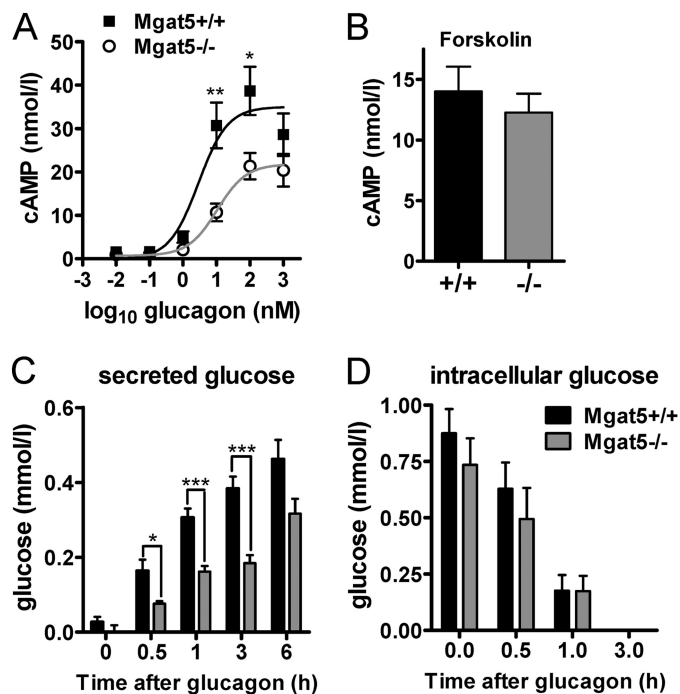 A
Mgat5+/+
Mgat5-/-
cAMP (nmol/l)
50
40
30
20
10
0
**
*
-3 -2 -1 0 1 2 3
log10 glucagon (nM)
B
Forskolin
cAMP (nmol/l)
15
10
5
0
+/+ -/-
C secreted glucose
glucose (mmol/l)
0.6
0.4
0.2
0.0
*
***
***
0 0.5 1 3 6
Time after glucagon (h)
D intracellular glucose
Mgat5+/+
Mgat5-/-
glucose (mmol/l)
1.00
0.75
0.50
0.25
0.00
0.0 0.5 1.0 3.0
Time after glucagon (h)